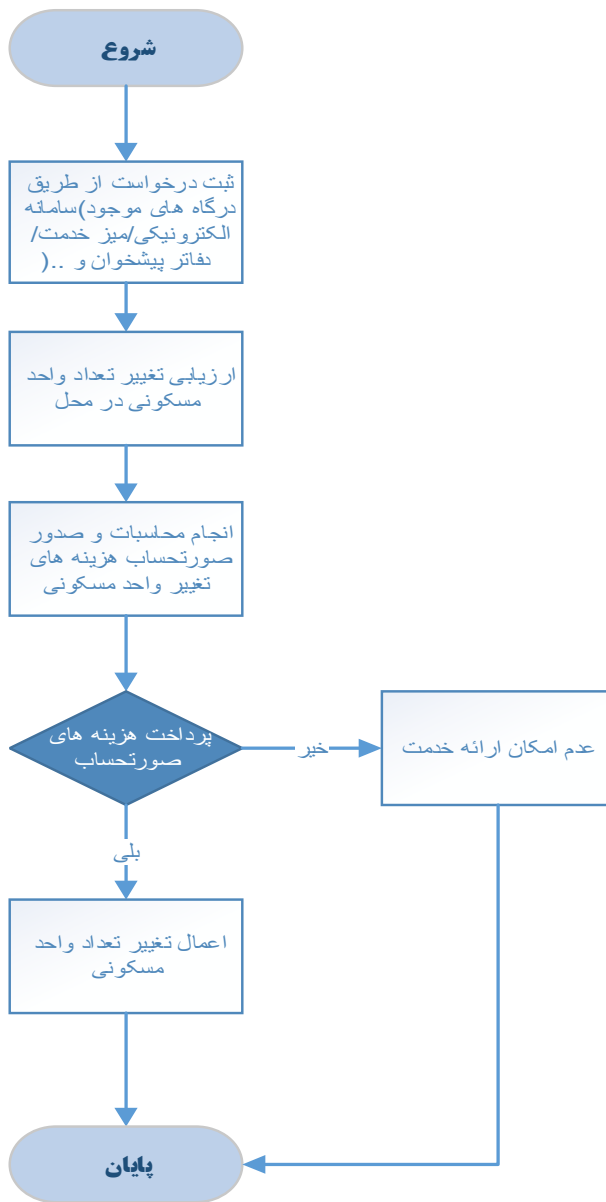 شروع
ثبت درخواست از طریق
درگاه های موجود)سامانه
الکترونیکی/میز خدمت/
دفاتر پیشخوان و ..(
ارزیابی تغییر تعداد واحد
مسکونی در محل
انجام محاسبات و صدور
صورتحساب هزینه های
تغییر واحد مسکونی
پرداخت هزینه های
صورتحساب
خیر
عدم امکان ارائه خدمت
بلی
اعمال تغییر تعداد واحد
مسکونی
پایان